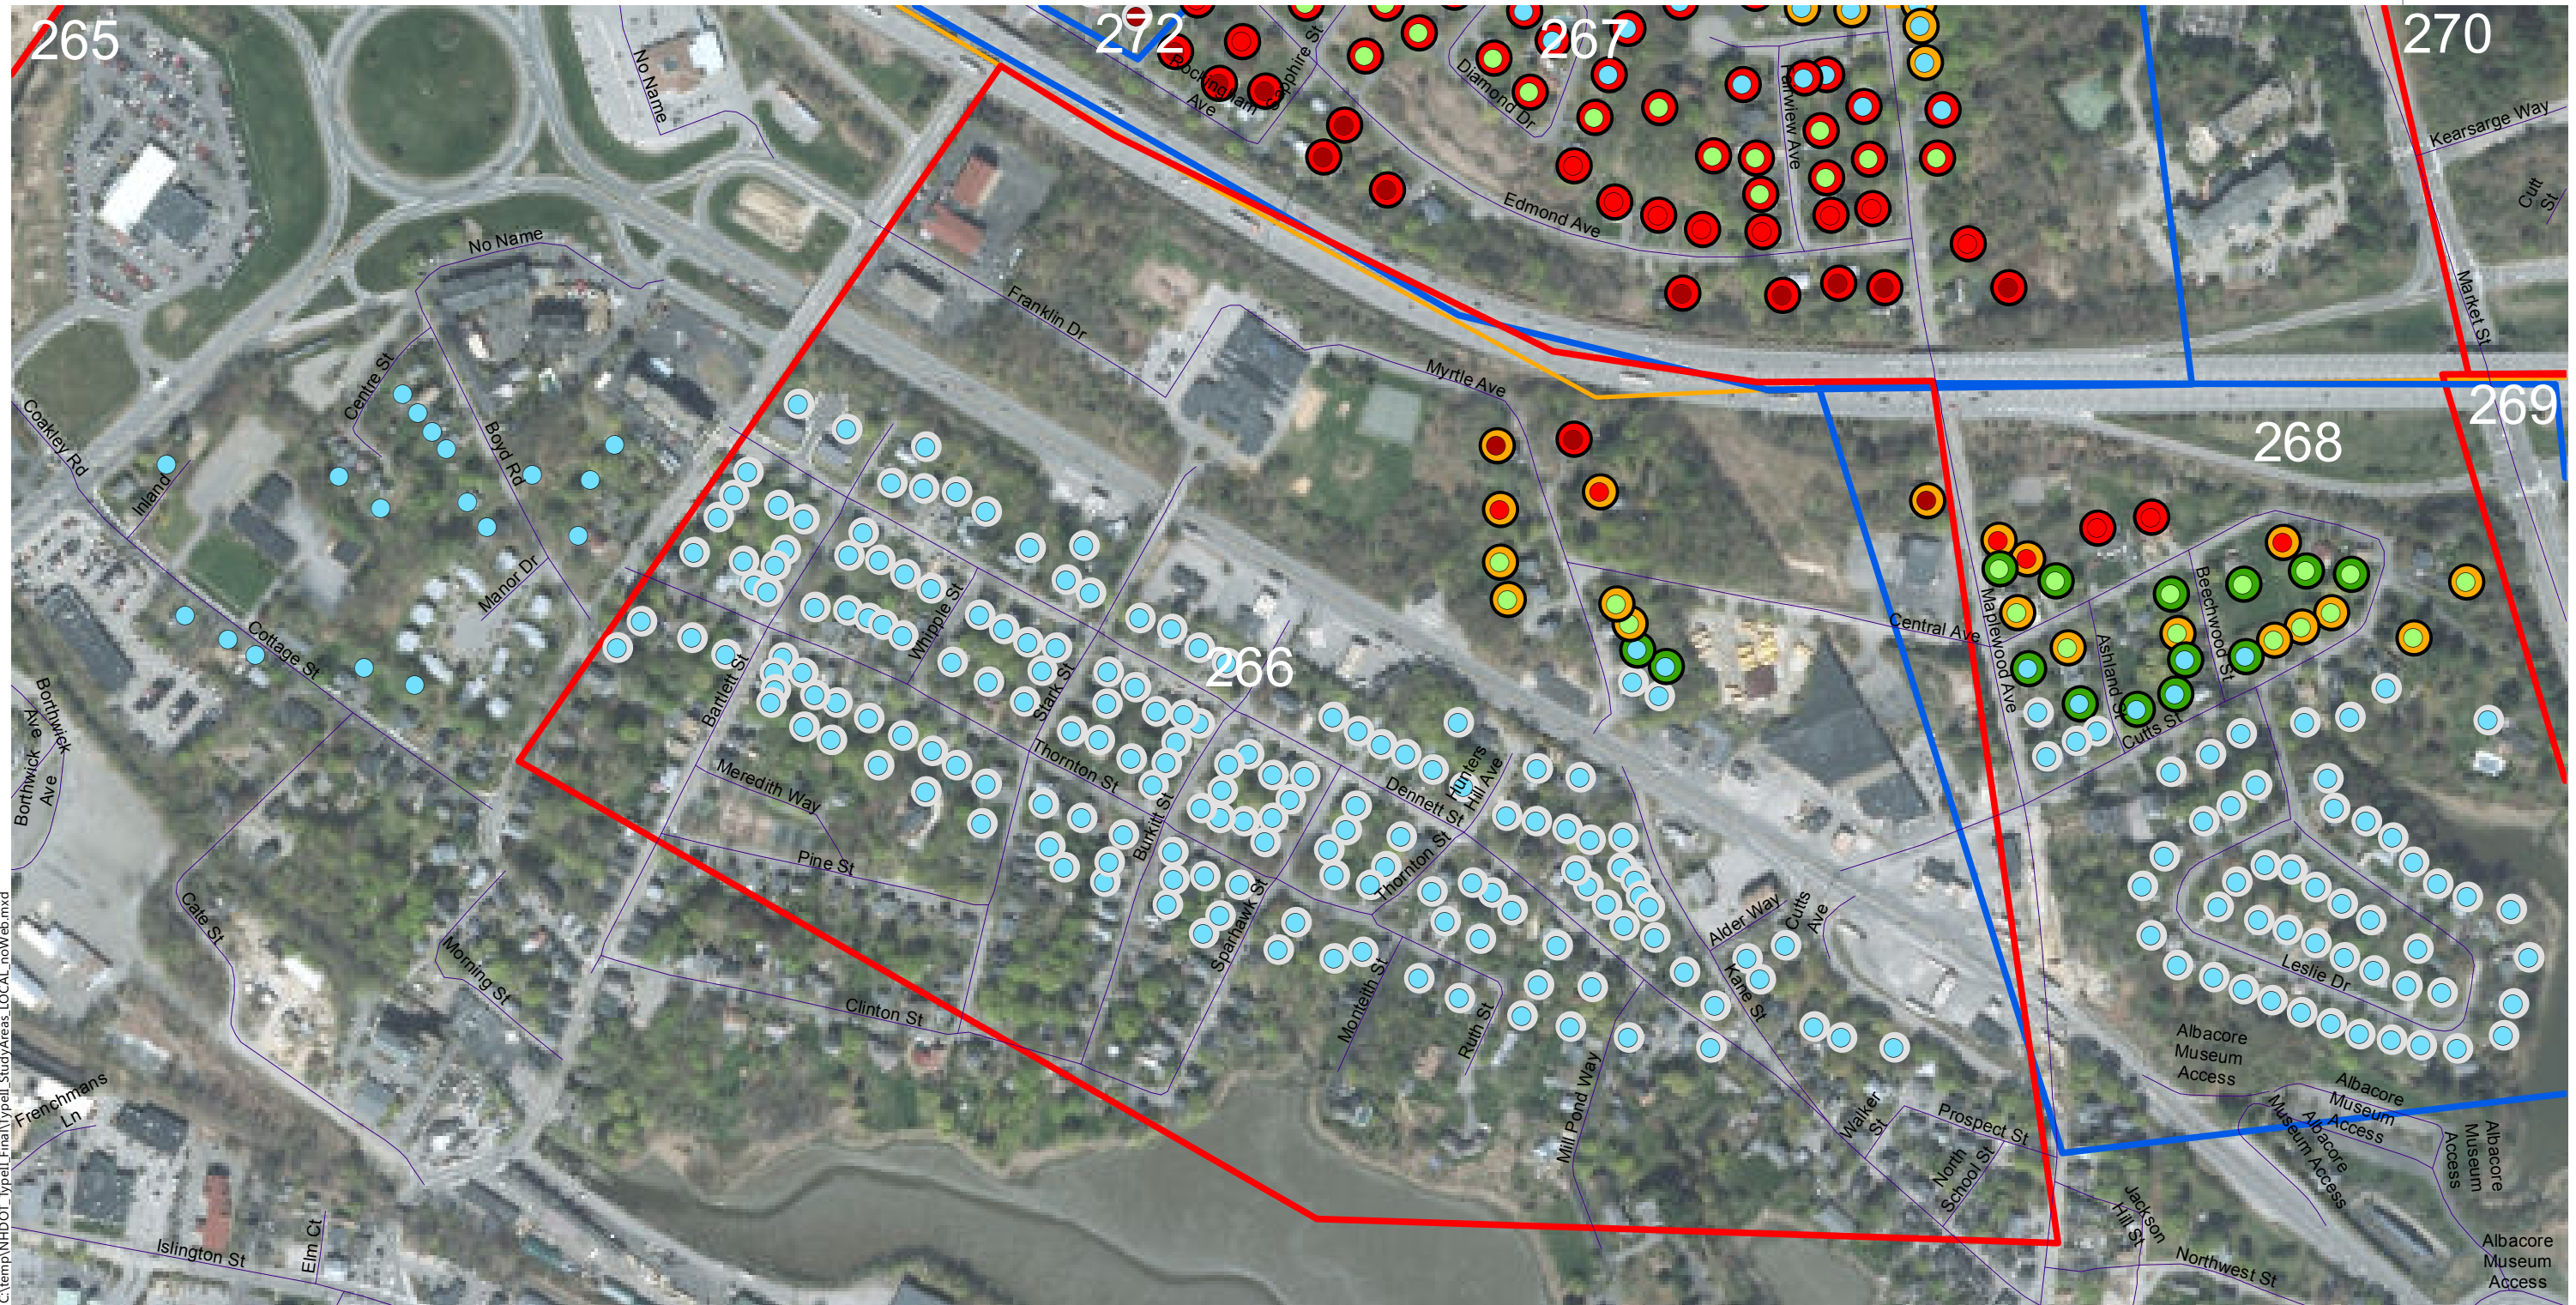 265
272
267
270
No Name
Sapphire St
Rockingham
Ave
Diamond Dr
Fairview Ave
Kearsarge Way
Cutt
St
Edmond Ave
No Name
Franklin Dr
Market St
Myrtle Ave
Centre St
269
268
Coakley Rd
Boyd Rd
Inland
Manor Dr
Whipple St
Central Ave
Maplewood Ave
Beechwood St
Ashland St
Cutts St
Cottage St
266
Bartlett St
Stark St
Borthwick
Ave
Borthwick
Ave
Thornton St
Meredith Way
Hunters
Hill Ave
Dennett St
Burkitt St
Thornton St
Pine St
Sparhawk St
Alder Way
Cutts
Ave
Cate St
Morning St
Monteith St
Kane St
Leslie Dr
Clinton St
Ruth St
Albacore
Museum
Access
Mill Pond Way
Frenchmans
Ln
Walker
St
Prospect St
North
School St
Albacore
Museum
Access
Albacore
Museum Access
Albacore
Museum
Access
Jackson
Hill St
Islington St
Elm Ct
Northwest St
Albacore
Museum
Access
C:\temp\NHDOT_TypeII_Final\TypeII_StudyAreas_LOCAL_noWeb.mxd